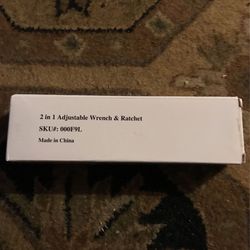 2 in 1 Adjustable Wrench & Ratchet
SKU#: 000F9L
Made in China